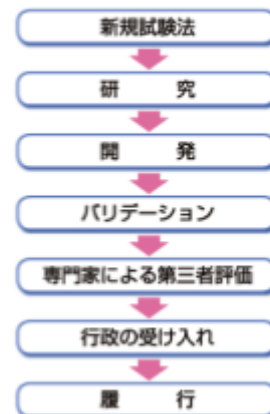 新規試験法
研究
開発
バリデーション
専門家による第三者評価
行政の受け入れ
履行